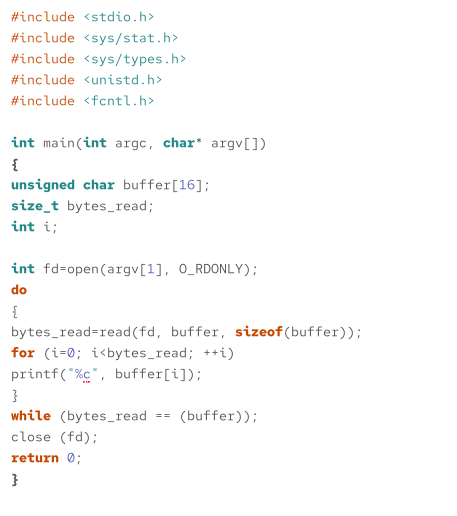 #include <stdio.h>
#include <sys/stat.h>
#include <sys/types.h>
#include <unistd.h>
#include <fcntl.h>
int main(int argc, char* argv[])
{
unsigned char buffer[16];
size_t bytes_read;
int i;
int fd=open(argv[1], O_RDONLY);
do
{
bytes_read=read(fd, buffer, sizeof(buffer));
for (i=0; i<bytes_read; ++i)
printf("%c", buffer[i]);
}
while (bytes_read == (buffer));
close (fd);
return 0;
}